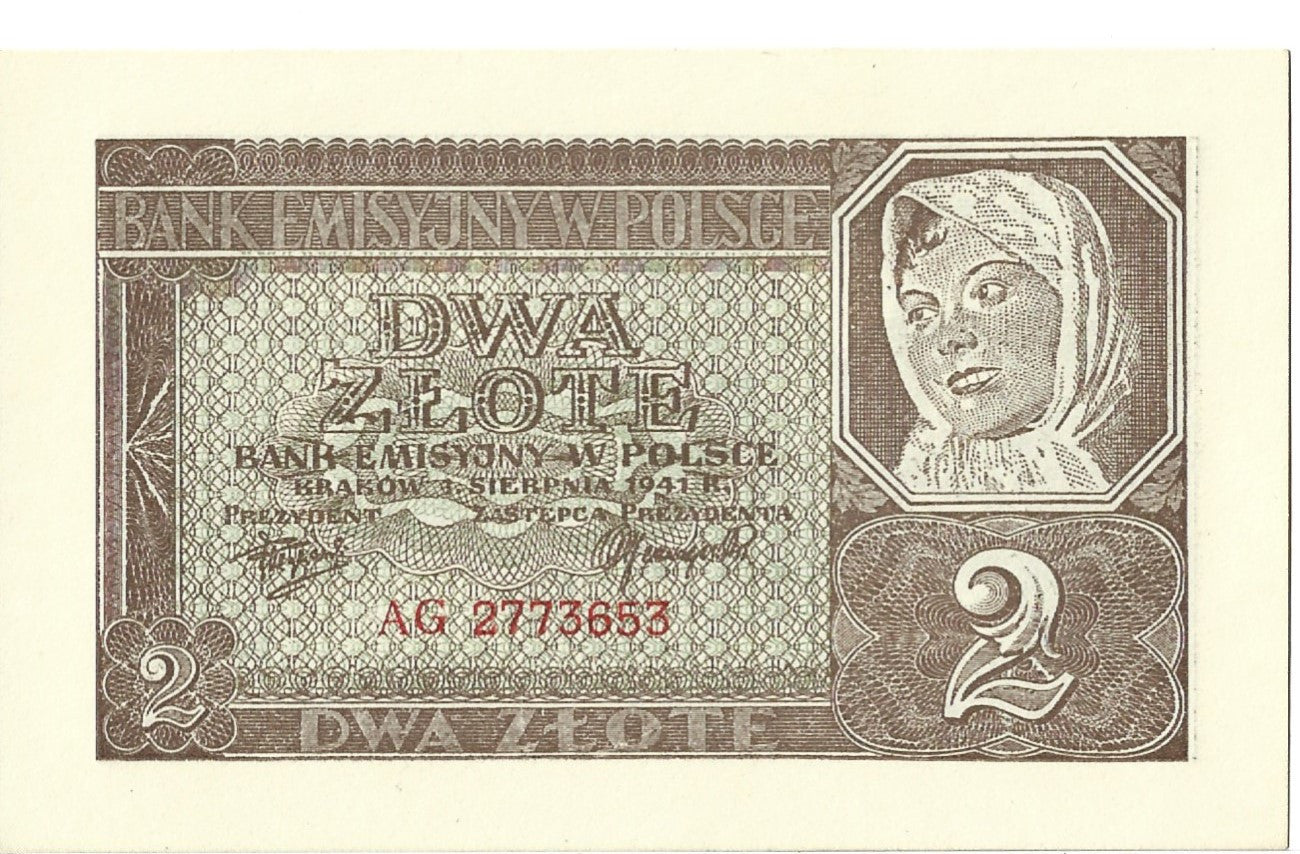 BANK EMISYJNY W POLSCE
DWA
ZŁOTE
BANK EMISYJNY W POLSCE
KRAKÓW 1. SIERPNIA 1941 R.
PREZYDENT ZASTĘPCA PREZYDENTA
AG 2773653
2
2
DWA ZŁOTE